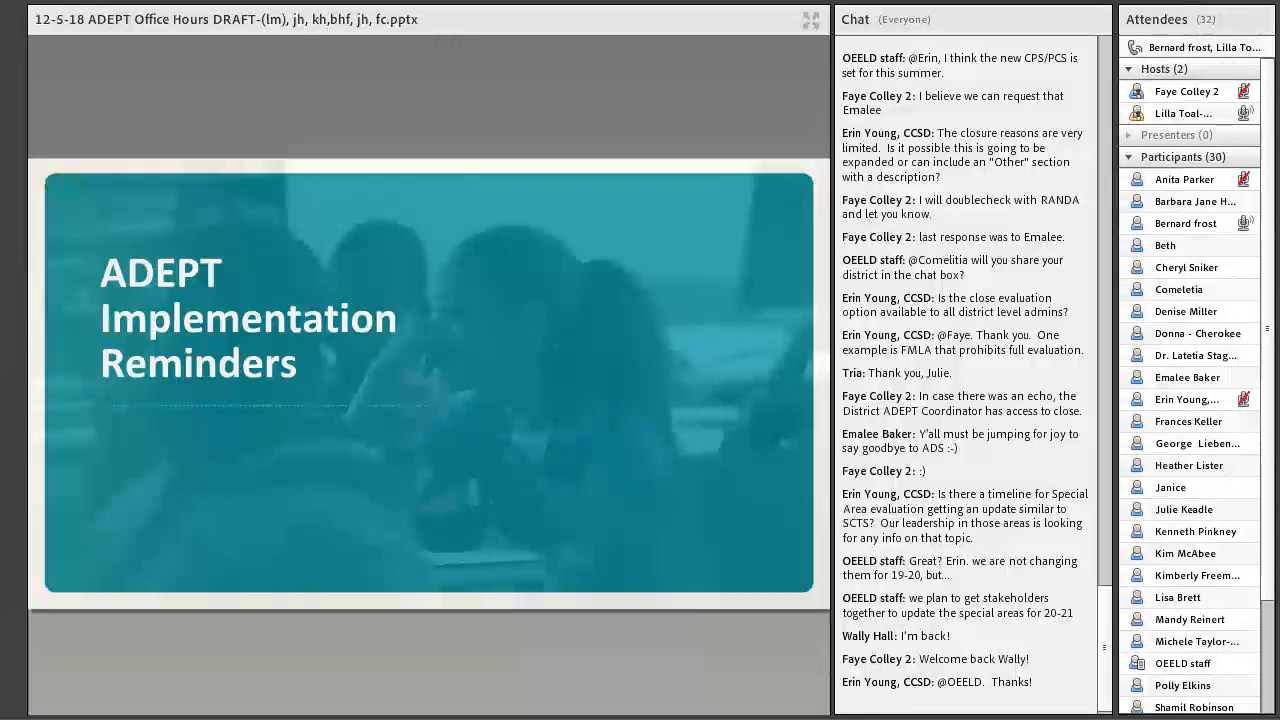 12-5-18 ADEPT Office Hours DRAFT-(lm), jh, kh,bhf, jh, fc.pptx
ADEPT
Implementation
Reminders
Chat (Everyone)
OEELD staff: @Erin, I think the new CPS/PCS is
set for this summer.
Faye Colley 2: I believe we can request that
Emalee
Erin Young, CCSD: The closure reasons are very
limited. Is it possible this is going to be
expanded or can include an "Other" section
with a description?
Faye Colley 2: I will doublecheck with RANDA
and let you know.
Faye Colley 2: last response was to Emalee.
OEELD staff: @Comelitia will you share your
district in the chat box?
Erin Young, CCSD: Is the close evaluation
option available to all district level admins?
Erin Young, CCSD: @Faye. Thank you. One
example is FMLA that prohibits full evaluation.
Tria: Thank you, Julie.
Faye Colley 2: In case there was an echo, the
District ADEPT Coordinator has access to close.
Emalee Baker: Y'all must be jumping for joy to
say goodbye to ADS :-)
Faye Colley 2: :)
Erin Young, CCSD: Is there a timeline for Special
Area evaluation getting an update similar to
SCTS? Our leadership in those areas is looking
for any info on that topic.
OEELD staff: Great? Erin. we are not changing
them for 19-20, but...
OEELD staff: we plan to get stakeholders
together to update the special areas for 20-21
Wally Hall: I'm back!
Faye Colley 2: Welcome back Wally!
Erin Young, CCSD: @OEELD. Thanks!
Attendees (32)
Bernard frost, Lilla To...
Hosts (2)
Faye Colley 2
Lilla Toal-...
Presenters (0)
Participants (30)
Anita Parker
Barbara Jane H...
Bernard frost
Beth
Cheryl Sniker
Comeletia
Denise Miller
Donna - Cherokee
Dr. Latetia Stag...
Emalee Baker
Erin Young,...
Frances Keller
George Lieben...
Heather Lister
Janice
Julie Keadle
Kenneth Pinkney
Kim McAbee
Kimberly Freem...
Lisa Brett
Mandy Reinert
Michele Taylor-...
OEELD staff
Polly Elkins
Shamil Robinson